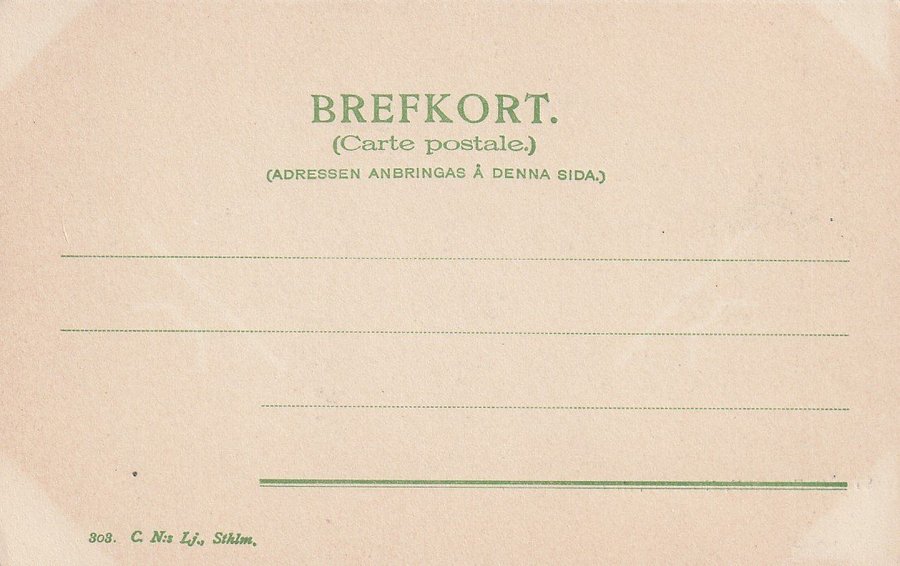 BREFKORT.
(Carte postale.)
(ADRESSEN ANBRINGAS Å DENNA SIDA.)
303. C. N:s Lj., Sthlm.